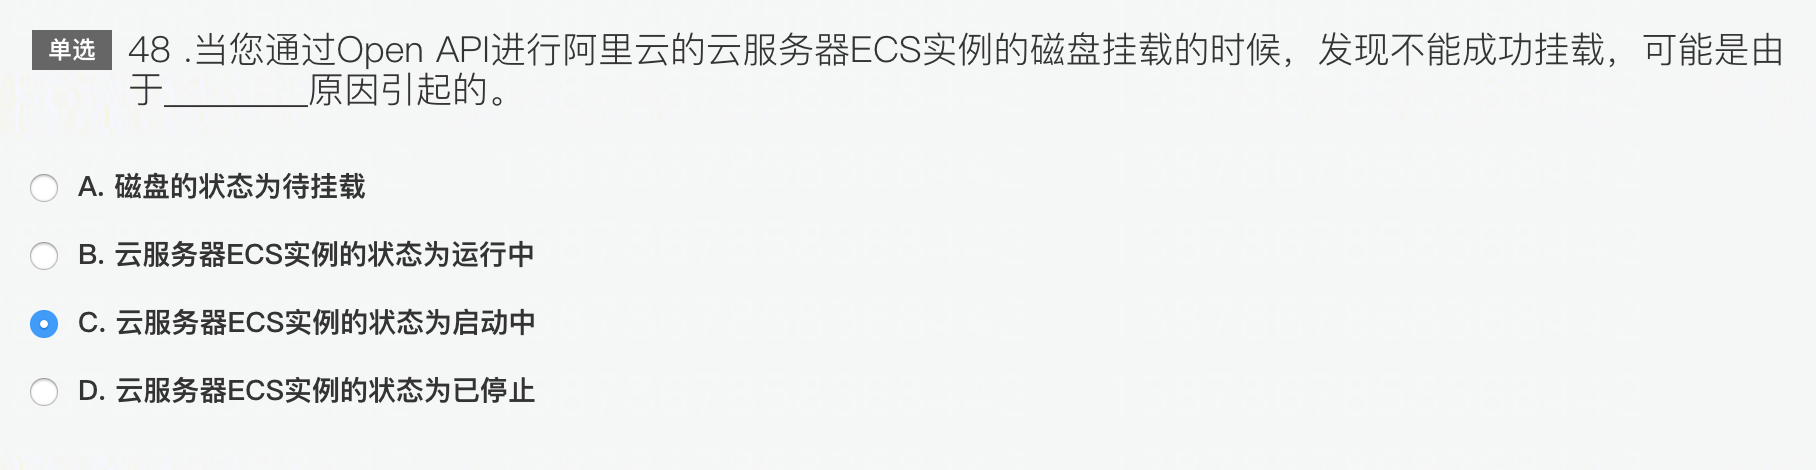 单选 48 .当您通过Open API进行阿里云的云服务器ECS实例的磁盘挂载的时候，发现不能成功挂载，可能是由
于________原因引起的。
A. 磁盘的状态为待挂载
B. 云服务器ECS实例的状态为运行中
C. 云服务器ECS实例的状态为启动中
D. 云服务器ECS实例的状态为已停止